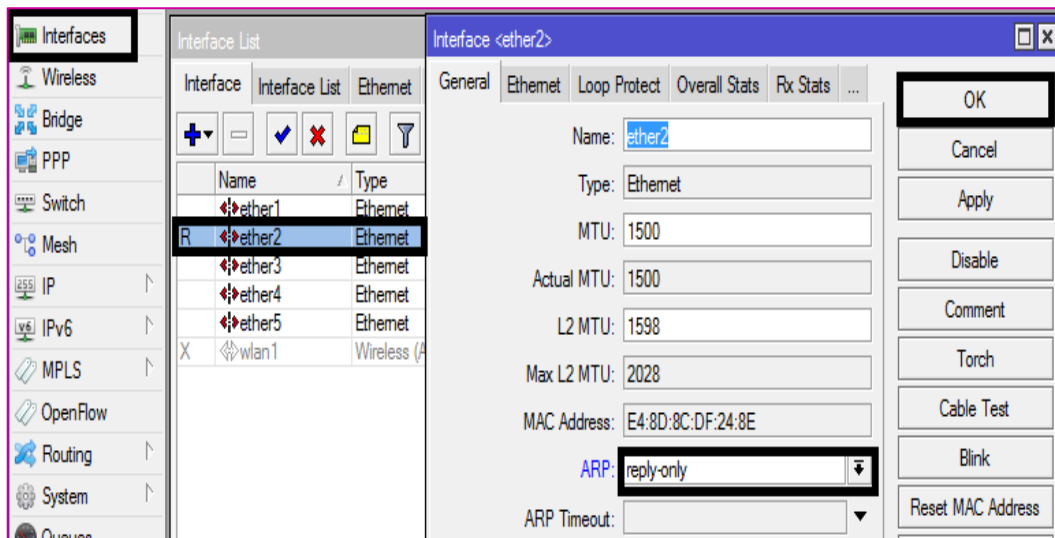 Interfaces
Wireless
Bridge
PPP
Switch
Mesh
IP
IPv6
MPLS
OpenFlow
Routing
System
Queues
Interface List
Interface Interface List Ethernet
Name Type
ether1 Ethernet
R ether2 Ethernet
ether3 Ethernet
ether4 Ethernet
ether5 Ethernet
X wlan1 Wireless (A
Interface <ether2>
General Ethernet Loop Protect Overall Stats Rx Stats ...
Name: ether2
Type: Ethernet
MTU: 1500
Actual MTU: 1500
L2 MTU: 1598
Max L2 MTU: 2028
MAC Address: E4:8D:8C:DF:24:8E
ARP: reply-only
ARP Timeout:
OK
Cancel
Apply
Disable
Comment
Torch
Cable Test
Blink
Reset MAC Address